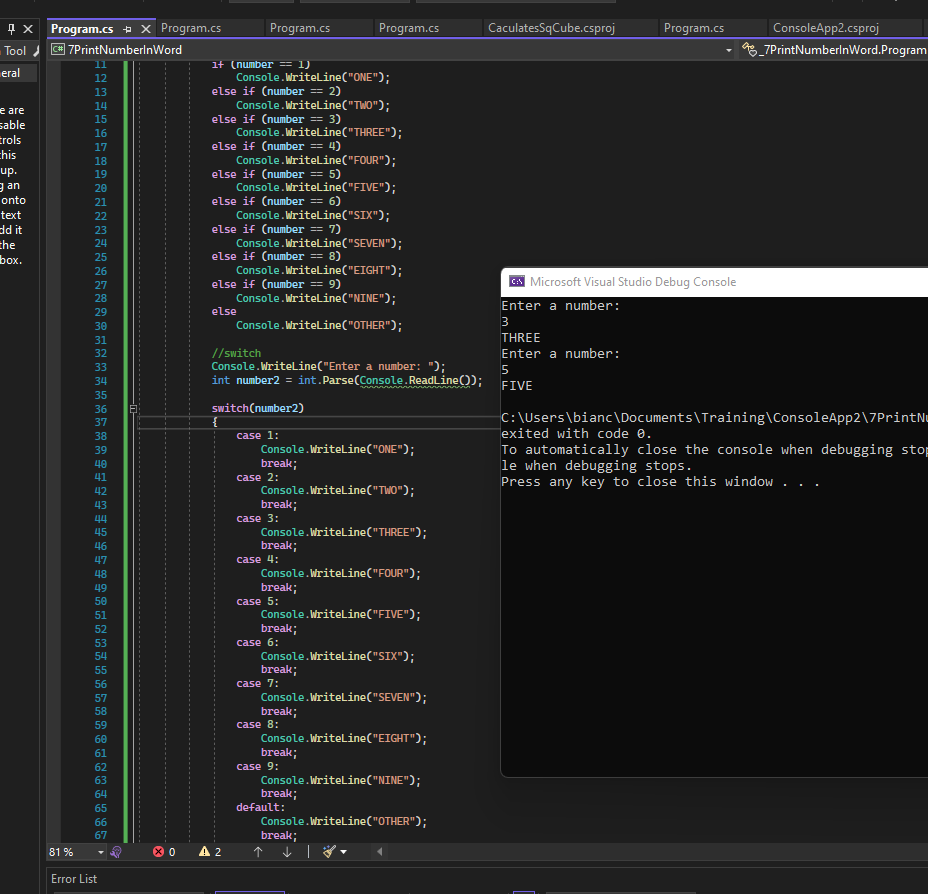 Program.cs
Program.cs
Program.cs
Program.cs
CaculatesSqCube.csproj
Program.cs
ConsoleApp2.csproj
Tool
C# 7PrintNumberInWord
_7PrintNumberInWord.Program
eral
e are
sable
trols
this
up.
g an
onto
text
dd it
the
box.
11 if (number == 1)
12 Console.WriteLine("ONE");
13 else if (number == 2)
14 Console.WriteLine("TWO");
15 else if (number == 3)
16 Console.WriteLine("THREE");
17 else if (number == 4)
18 Console.WriteLine("FOUR");
19 else if (number == 5)
20 Console.WriteLine("FIVE");
21 else if (number == 6)
22 Console.WriteLine("SIX");
23 else if (number == 7)
24 Console.WriteLine("SEVEN");
25 else if (number == 8)
26 Console.WriteLine("EIGHT");
27 else if (number == 9)
28 Console.WriteLine("NINE");
29 else
30 Console.WriteLine("OTHER");
31
32 //switch
33 Console.WriteLine("Enter a number: ");
34 int number2 = int.Parse(Console.ReadLine());
35
36 switch(number2)
37 {
38 case 1:
39 Console.WriteLine("ONE");
40 break;
41 case 2:
42 Console.WriteLine("TWO");
43 break;
44 case 3:
45 Console.WriteLine("THREE");
46 break;
47 case 4:
48 Console.WriteLine("FOUR");
49 break;
50 case 5:
51 Console.WriteLine("FIVE");
52 break;
53 case 6:
54 Console.WriteLine("SIX");
55 break;
56 case 7:
57 Console.WriteLine("SEVEN");
58 break;
59 case 8:
60 Console.WriteLine("EIGHT");
61 break;
62 case 9:
63 Console.WriteLine("NINE");
64 break;
65 default:
66 Console.WriteLine("OTHER");
67 break;
Microsoft Visual Studio Debug Console
Enter a number:
3
THREE
Enter a number:
5
FIVE
C:\Users\bianc\Documents\Training\ConsoleApp2\7PrintNu
exited with code 0.
To automatically close the console when debugging stop
le when debugging stops.
Press any key to close this window . . .
81 %
0
2
Error List